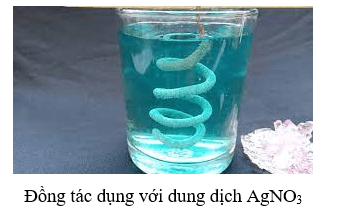 Đồng tác dụng với dung dịch AgNO₃